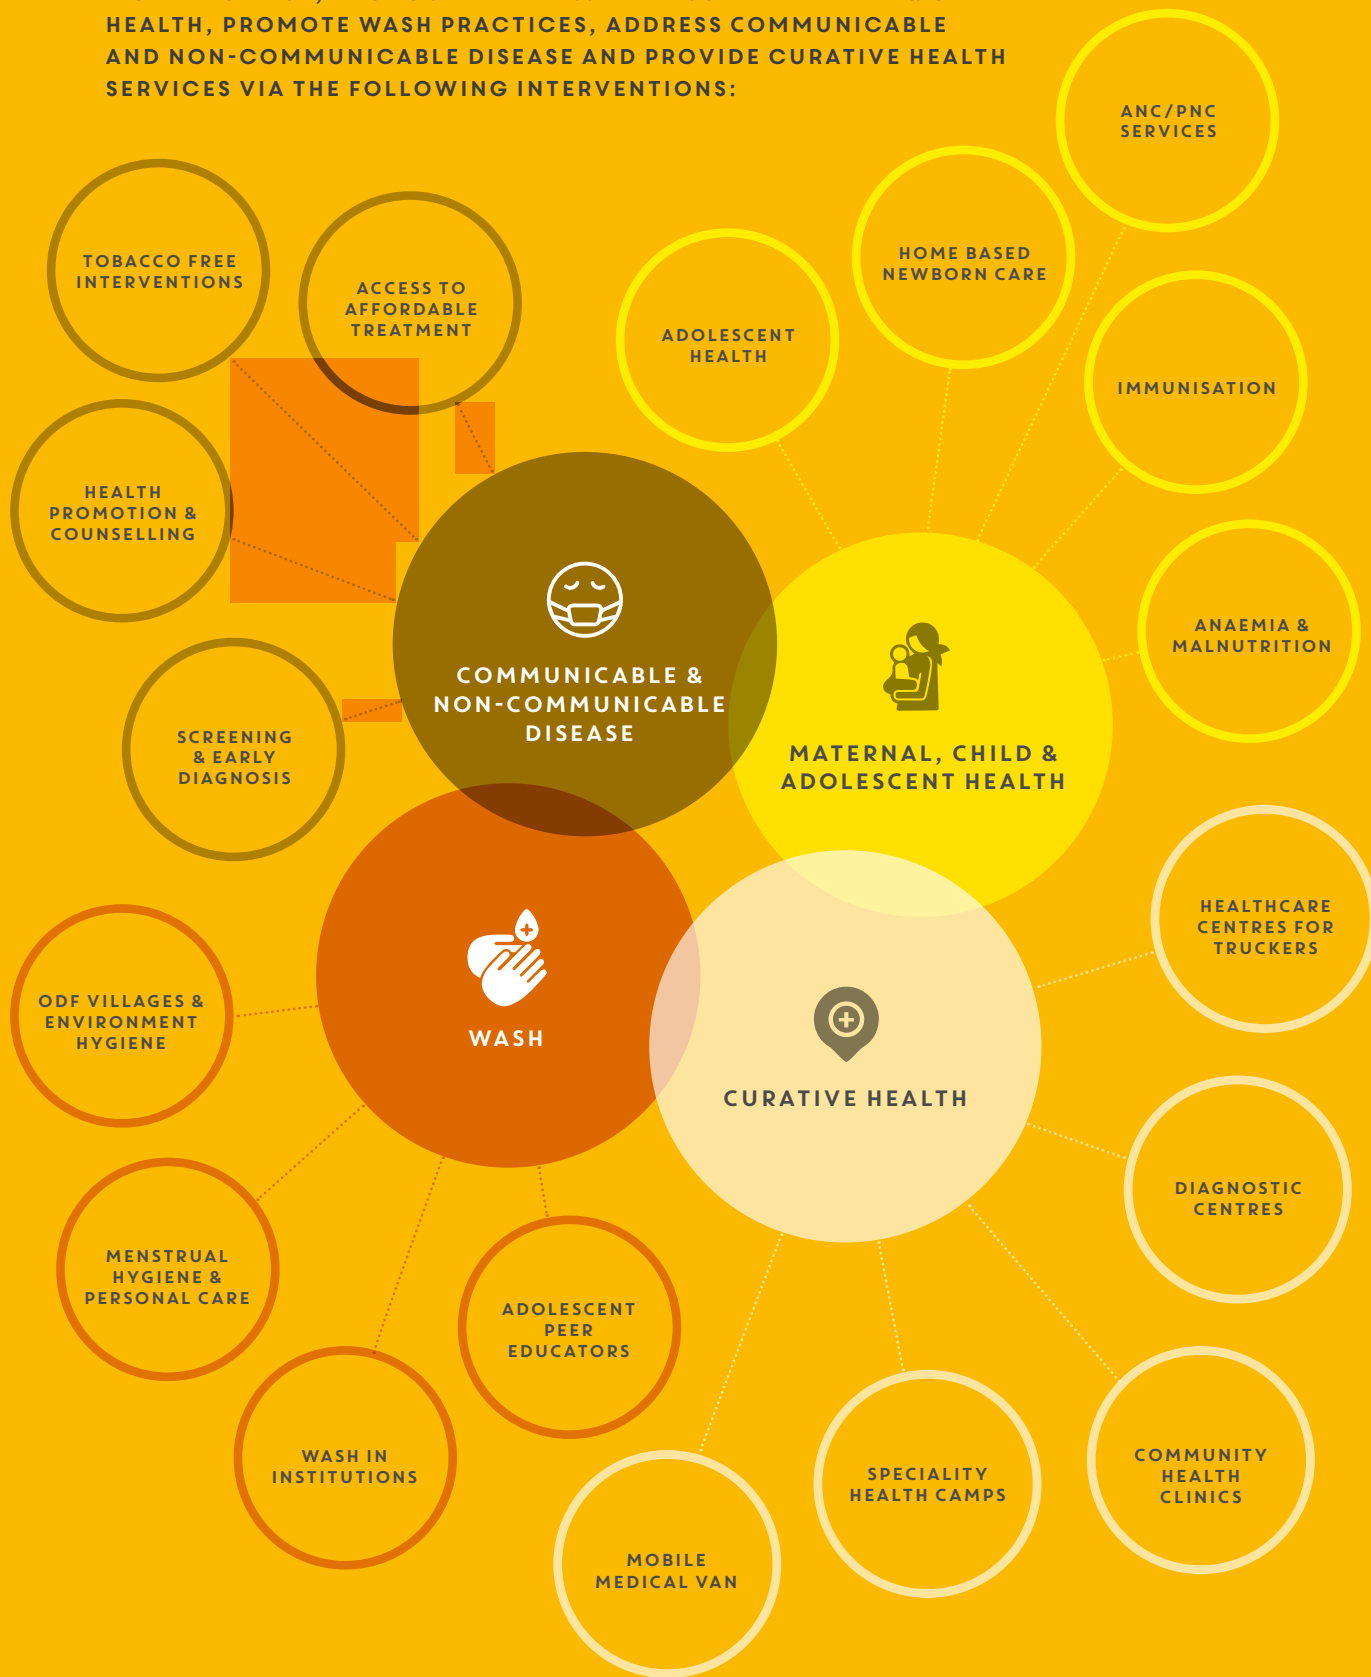 HEALTH, PROMOTE WASH PRACTICES, ADDRESS COMMUNICABLE
AND NON-COMMUNICABLE DISEASE AND PROVIDE CURATIVE HEALTH
SERVICES VIA THE FOLLOWING INTERVENTIONS:
ANC/PNC
SERVICES
TOBACCO FREE
INTERVENTIONS
ACCESS TO
AFFORDABLE
TREATMENT
ADOLESCENT
HEALTH
HOME BASED
NEWBORN CARE
IMMUNISATION
HEALTH
PROMOTION &
COUNSELLING
ANAEMIA &
MALNUTRITION
COMMUNICABLE &
NON-COMMUNICABLE
DISEASE
MATERNAL, CHILD &
ADOLESCENT HEALTH
SCREENING
& EARLY
DIAGNOSIS
HEALTHCARE
CENTRES FOR
TRUCKERS
ODF VILLAGES &
ENVIRONMENT
HYGIENE
WASH
CURATIVE HEALTH
DIAGNOSTIC
CENTRES
MENSTRUAL
HYGIENE &
PERSONAL CARE
ADOLESCENT
PEER
EDUCATORS
WASH IN
INSTITUTIONS
SPECIALITY
HEALTH CAMPS
COMMUNITY
HEALTH
CLINICS
MOBILE
MEDICAL VAN